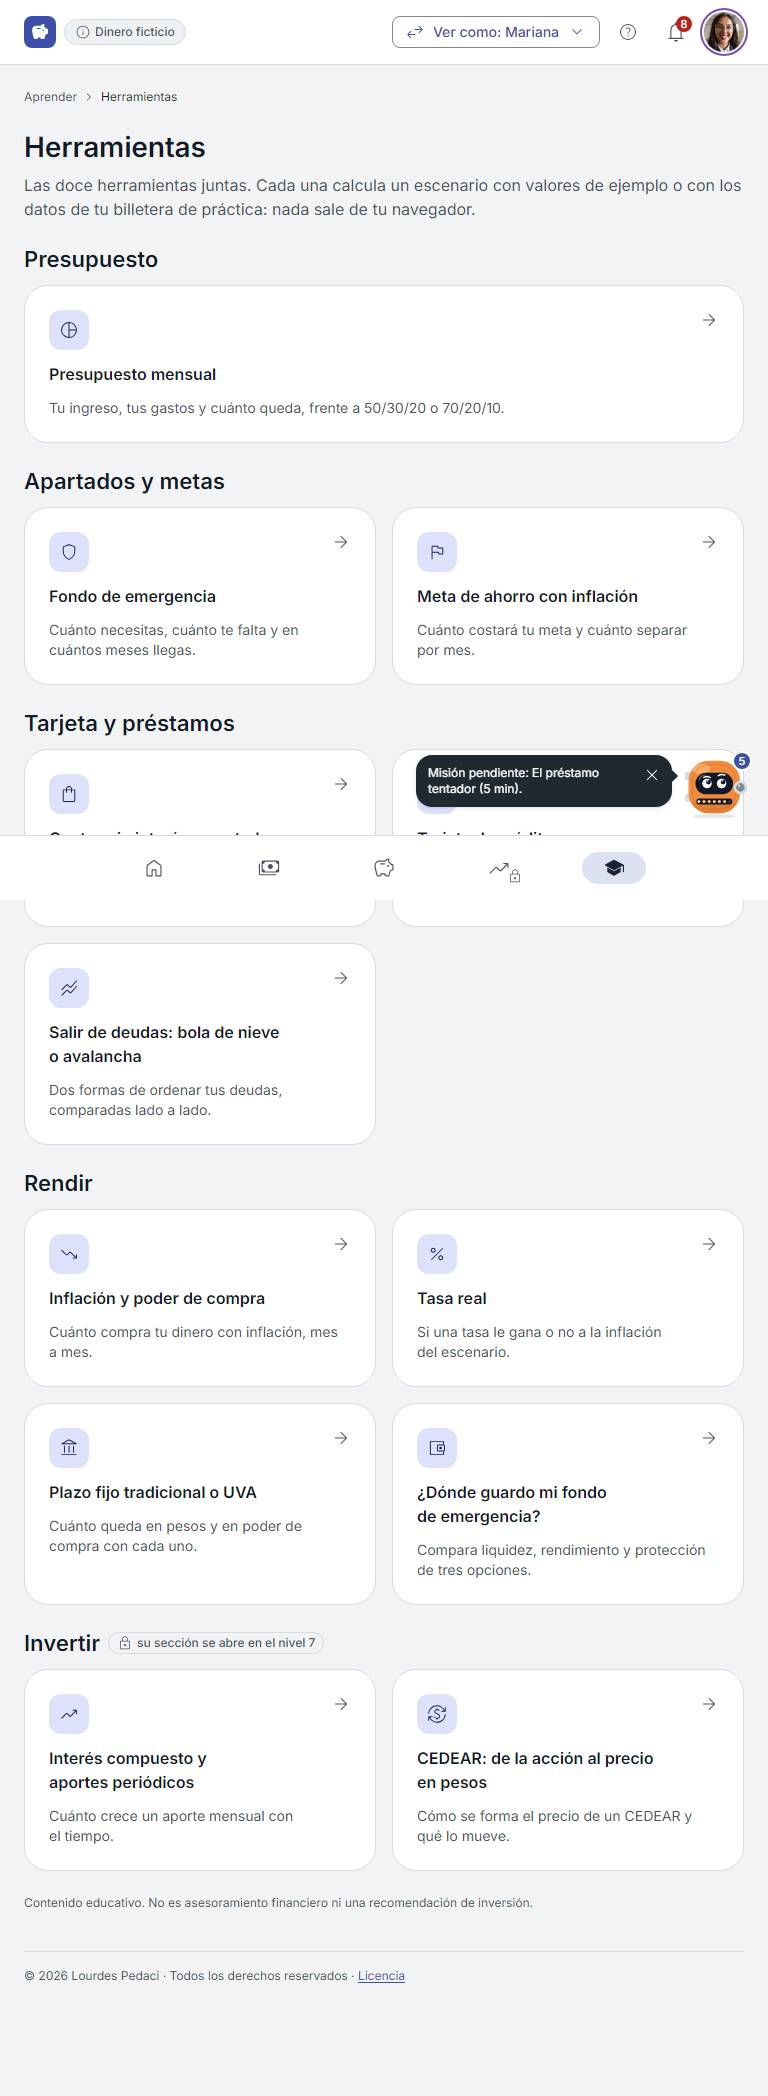 Dinero ficticio
Ver como: Mariana
8
Aprender
Herramientas
Herramientas
Las doce herramientas juntas. Cada una calcula un escenario con valores de ejemplo o con los
datos de tu billetera de práctica: nada sale de tu navegador.
Presupuesto
Presupuesto mensual
Tu ingreso, tus gastos y cuánto queda, frente a 50/30/20 o 70/20/10.
Apartados y metas
Fondo de emergencia
Cuánto necesitas, cuánto te falta y en
cuántos meses llegas.
Meta de ahorro con inflación
Cuánto costará tu meta y cuánto separar
por mes.
Tarjeta y préstamos
Misión pendiente: El préstamo
tentador (5 min).
5
Salir de deudas: bola de nieve
o avalancha
Dos formas de ordenar tus deudas,
comparadas lado a lado.
Rendir
Inflación y poder de compra
Cuánto compra tu dinero con inflación, mes
a mes.
Tasa real
Si una tasa le gana o no a la inflación
del escenario.
Plazo fijo tradicional o UVA
Cuánto queda en pesos y en poder de
compra con cada uno.
¿Dónde guardo mi fondo
de emergencia?
Compara liquidez, rendimiento y protección
de tres opciones.
Invertir
su sección se abre en el nivel 7
Interés compuesto y
aportes periódicos
Cuánto crece un aporte mensual con
el tiempo.
CEDEAR: de la acción al precio
en pesos
Cómo se forma el precio de un CEDEAR y
qué lo mueve.
Contenido educativo. No es asesoramiento financiero ni una recomendación de inversión.
© 2026 Lourdes Pedaci · Todos los derechos reservados · Licencia